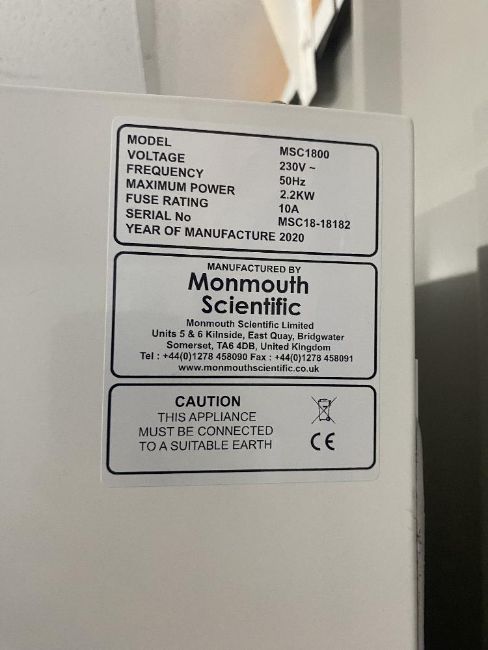 MODEL MSC1800
VOLTAGE 230V ~
FREQUENCY 50Hz
MAXIMUM POWER 2.2KW
FUSE RATING 10A
SERIAL No MSC18-18182
YEAR OF MANUFACTURE 2020
MANUFACTURED BY
Monmouth
Scientific
Monmouth Scientific Limited
Units 5 & 6 Kilnside, East Quay, Bridgwater
Somerset, TA6 4DB, United Kingdom
Tel : +44(0)1278 458090 Fax : +44(0)1278 458091
www.monmouthscientific.co.uk
CAUTION
THIS APPLIANCE
MUST BE CONNECTED
TO A SUITABLE EARTH
CE